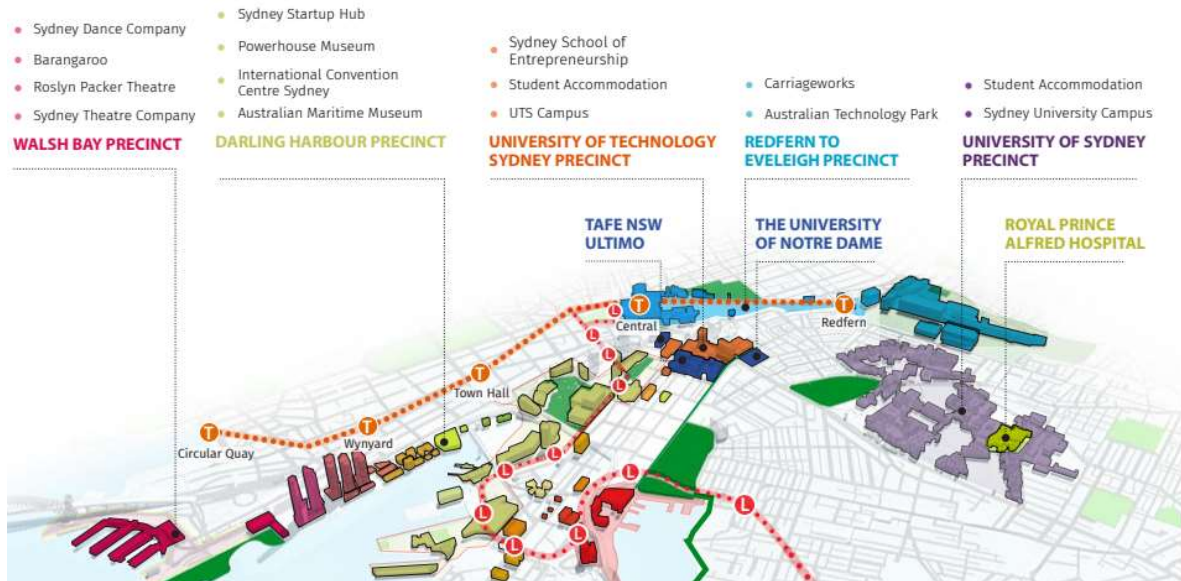 Sydney Dance Company
Barangaroo
Roslyn Packer Theatre
Sydney Theatre Company
WALSH BAY PRECINCT
Sydney Startup Hub
Powerhouse Museum
International Convention
Centre Sydney
Australian Maritime Museum
DARLING HARBOUR PRECINCT
Sydney School of
Entrepreneurship
Student Accommodation
UTS Campus
UNIVERSITY OF TECHNOLOGY
SYDNEY PRECINCT
Carriageworks
Australian Technology Park
REDFERN TO
EVELEIGH PRECINCT
Student Accommodation
Sydney University Campus
UNIVERSITY OF SYDNEY
PRECINCT
TAFE NSW
ULTIMO
THE UNIVERSITY
OF NOTRE DAME
ROYAL PRINCE
ALFRED HOSPITAL
T
Central
T
Redfern
T
Town Hall
T
Wynyard
T
Circular Quay
L
L
L
L
L
L
L
L
L
L
L
L